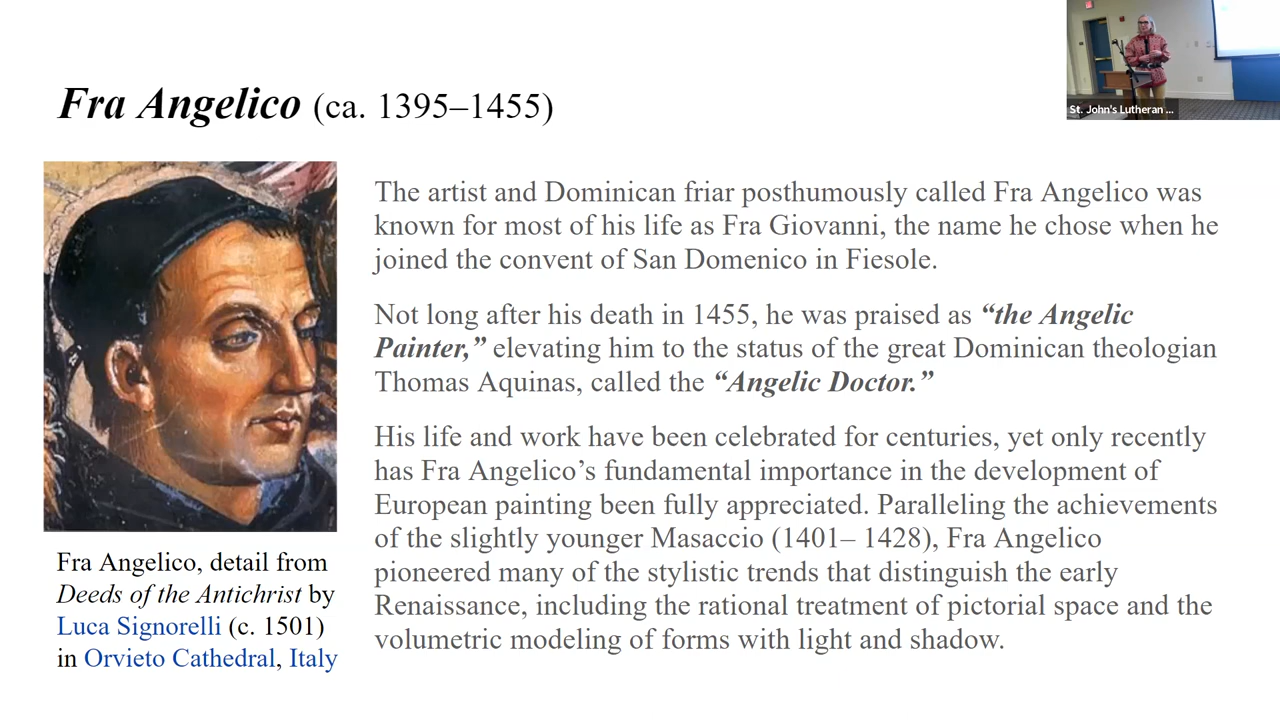 Fra Angelico (ca. 1395–1455)
St. John's Lutheran ...
The artist and Dominican friar posthumously called Fra Angelico was
known for most of his life as Fra Giovanni, the name he chose when he
joined the convent of San Domenico in Fiesole.
Not long after his death in 1455, he was praised as “the Angelic
Painter,” elevating him to the status of the great Dominican theologian
Thomas Aquinas, called the “Angelic Doctor.”
His life and work have been celebrated for centuries, yet only recently
has Fra Angelico’s fundamental importance in the development of
European painting been fully appreciated. Paralleling the achievements
of the slightly younger Masaccio (1401– 1428), Fra Angelico
pioneered many of the stylistic trends that distinguish the early
Renaissance, including the rational treatment of pictorial space and the
volumetric modeling of forms with light and shadow.
Fra Angelico, detail from
Deeds of the Antichrist by
Luca Signorelli (c. 1501)
in Orvieto Cathedral, Italy